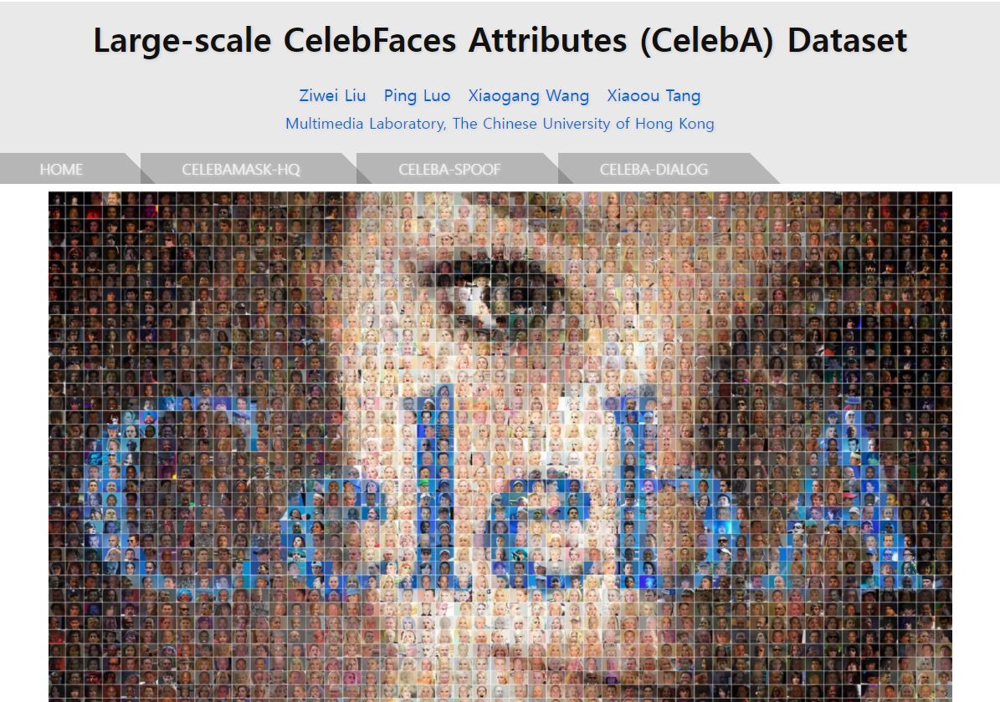 Large-scale CelebFaces Attributes (CelebA) Dataset
Ziwei Liu Ping Luo Xiaogang Wang Xiaoou Tang
Multimedia Laboratory, The Chinese University of Hong Kong
HOME CELEBAMASK-HQ CELEBA-SPOOF CELEBA-DIALOG
CelebA